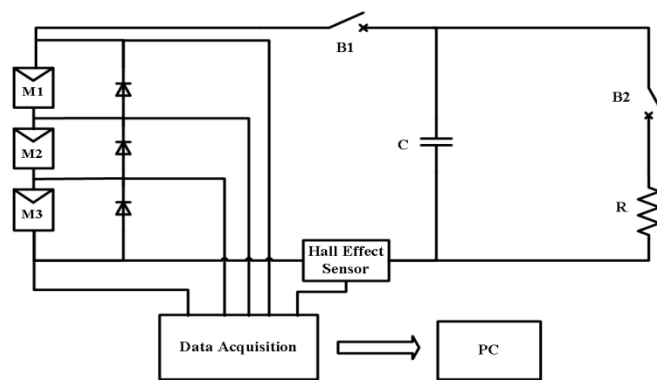 B1
M1
B2
M2
C
M3
R
Hall Effect
Sensor
Data Acquisition
PC